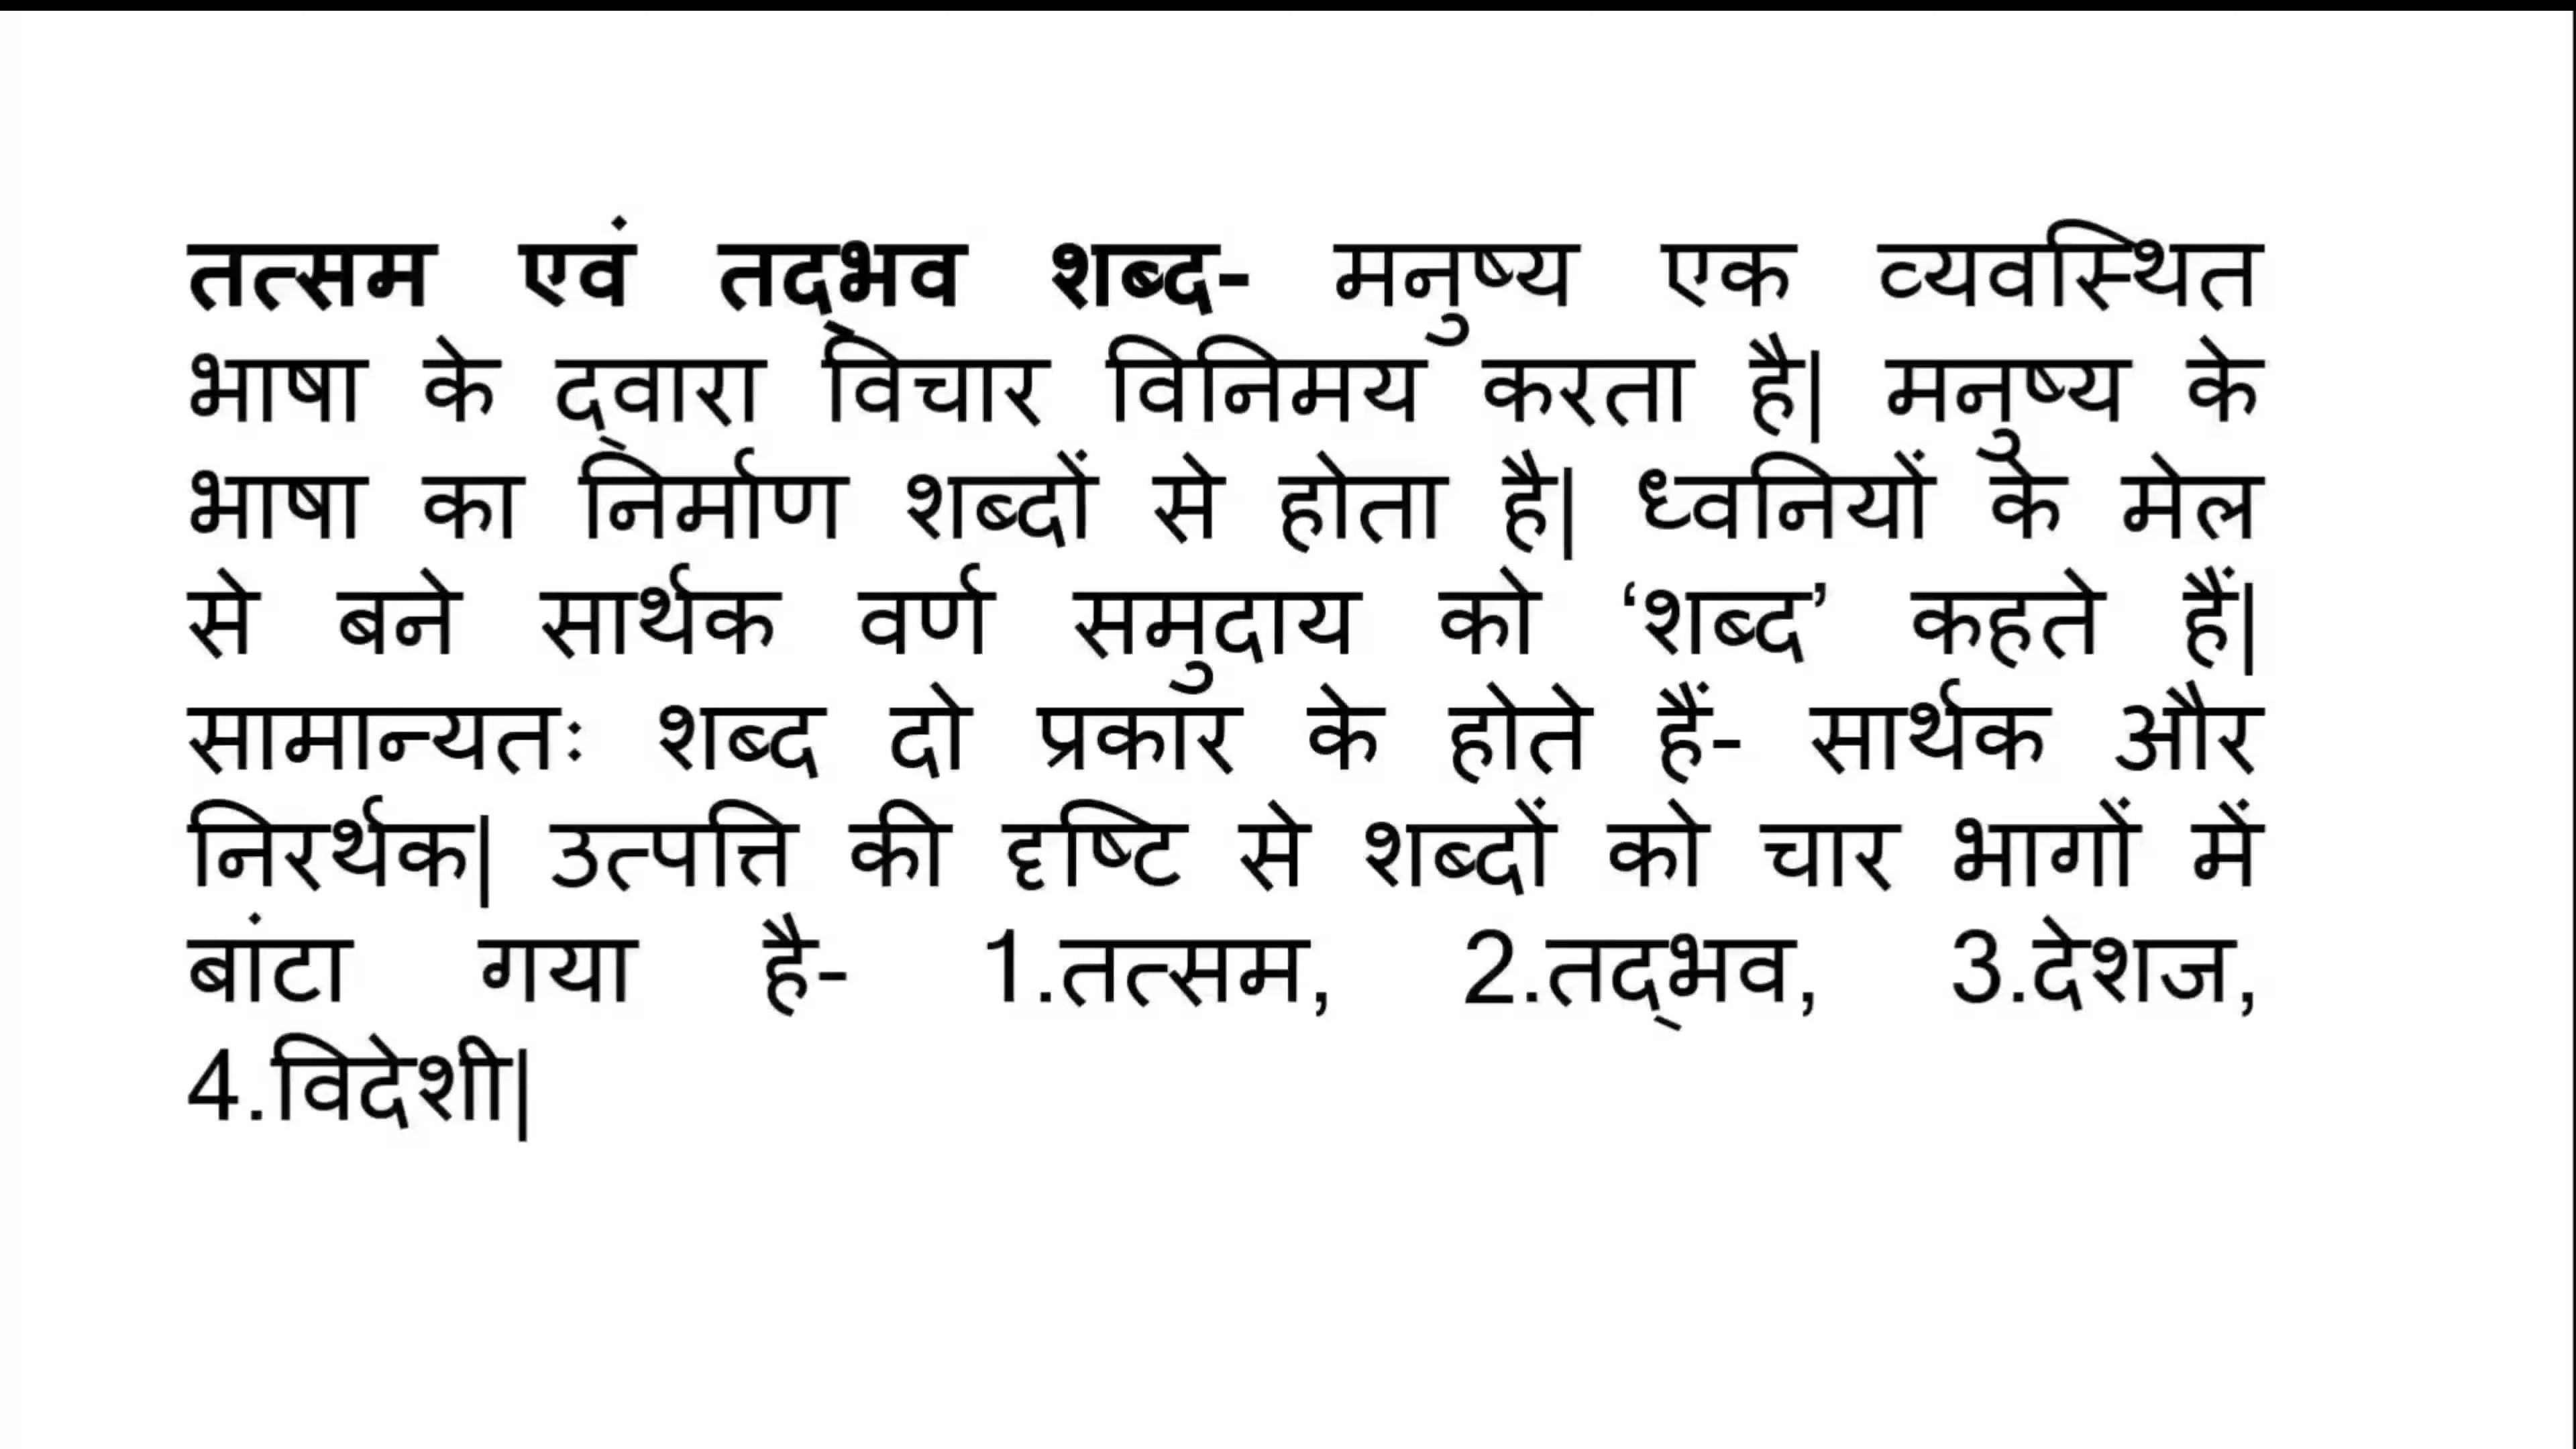 तत्सम एवं तद्भव शब्द- मनुष्य एक व्यवस्थित
भाषा के द्वारा विचार विनिमय करता है| मनुष्य के
भाषा का निर्माण शब्दों से होता है| ध्वनियों के मेल
से बने सार्थक वर्ण समुदाय को ‘शब्द’ कहते हैं|
सामान्यतः शब्द दो प्रकार के होते हैं- सार्थक और
निरर्थक| उत्पत्ति की दृष्टि से शब्दों को चार भागों में
बांटा गया है- 1.तत्सम, 2.तद्भव, 3.देशज,
4.विदेशी|